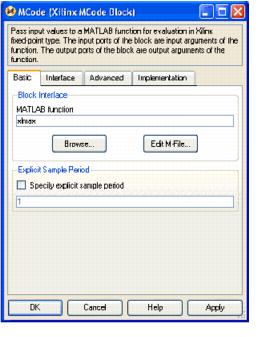 MCode (Xilinx MCode Block)
Pass input values to a MATLAB function for evaluation in Xilinx
fixed-point type. The input ports of the block are input arguments of the
function. The output ports of the block are output arguments of the
function.
Basic Interface Advanced Implementation
Block Interface
MATLAB function
xlmax
Browse... Edit M-File...
Explicit Sample Period
Specify explicit sample period
1
OK Cancel Help Apply